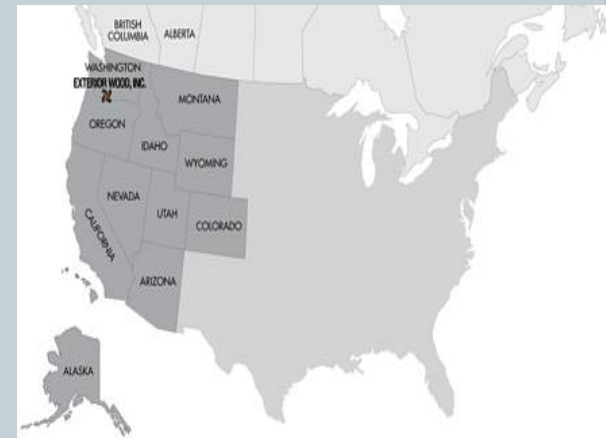 BRITISH
COLUMBIA
ALBERTA
WASHINGTON
EXTERIOR WOOD, INC.
MONTANA
OREGON
IDAHO
WYOMING
NEVADA
UTAH
COLORADO
CALIFORNIA
ARIZONA
ALASKA